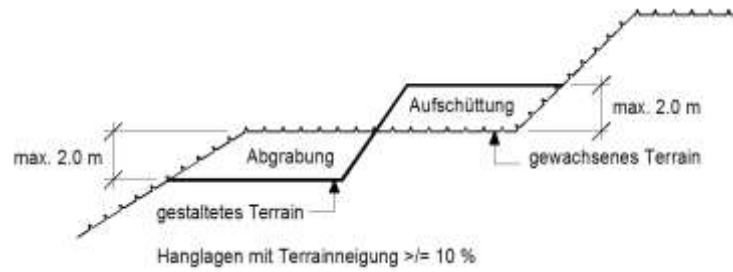 Aufschüttung
max. 2.0 m
max. 2.0 m
Abgrabung
gewachsenes Terrain
gestaltetes Terrain
Hanglagen mit Terrainneigung >/= 10 %